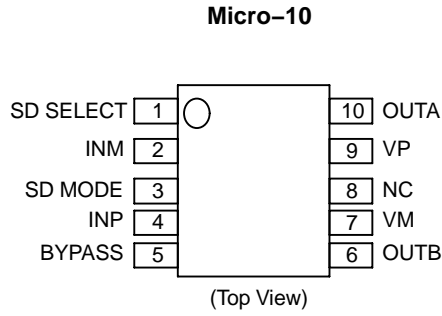 Micro–10
SD SELECT 1 10 OUTA
INM 2 9 VP
SD MODE 3 8 NC
INP 4 7 VM
BYPASS 5 6 OUTB
(Top View)